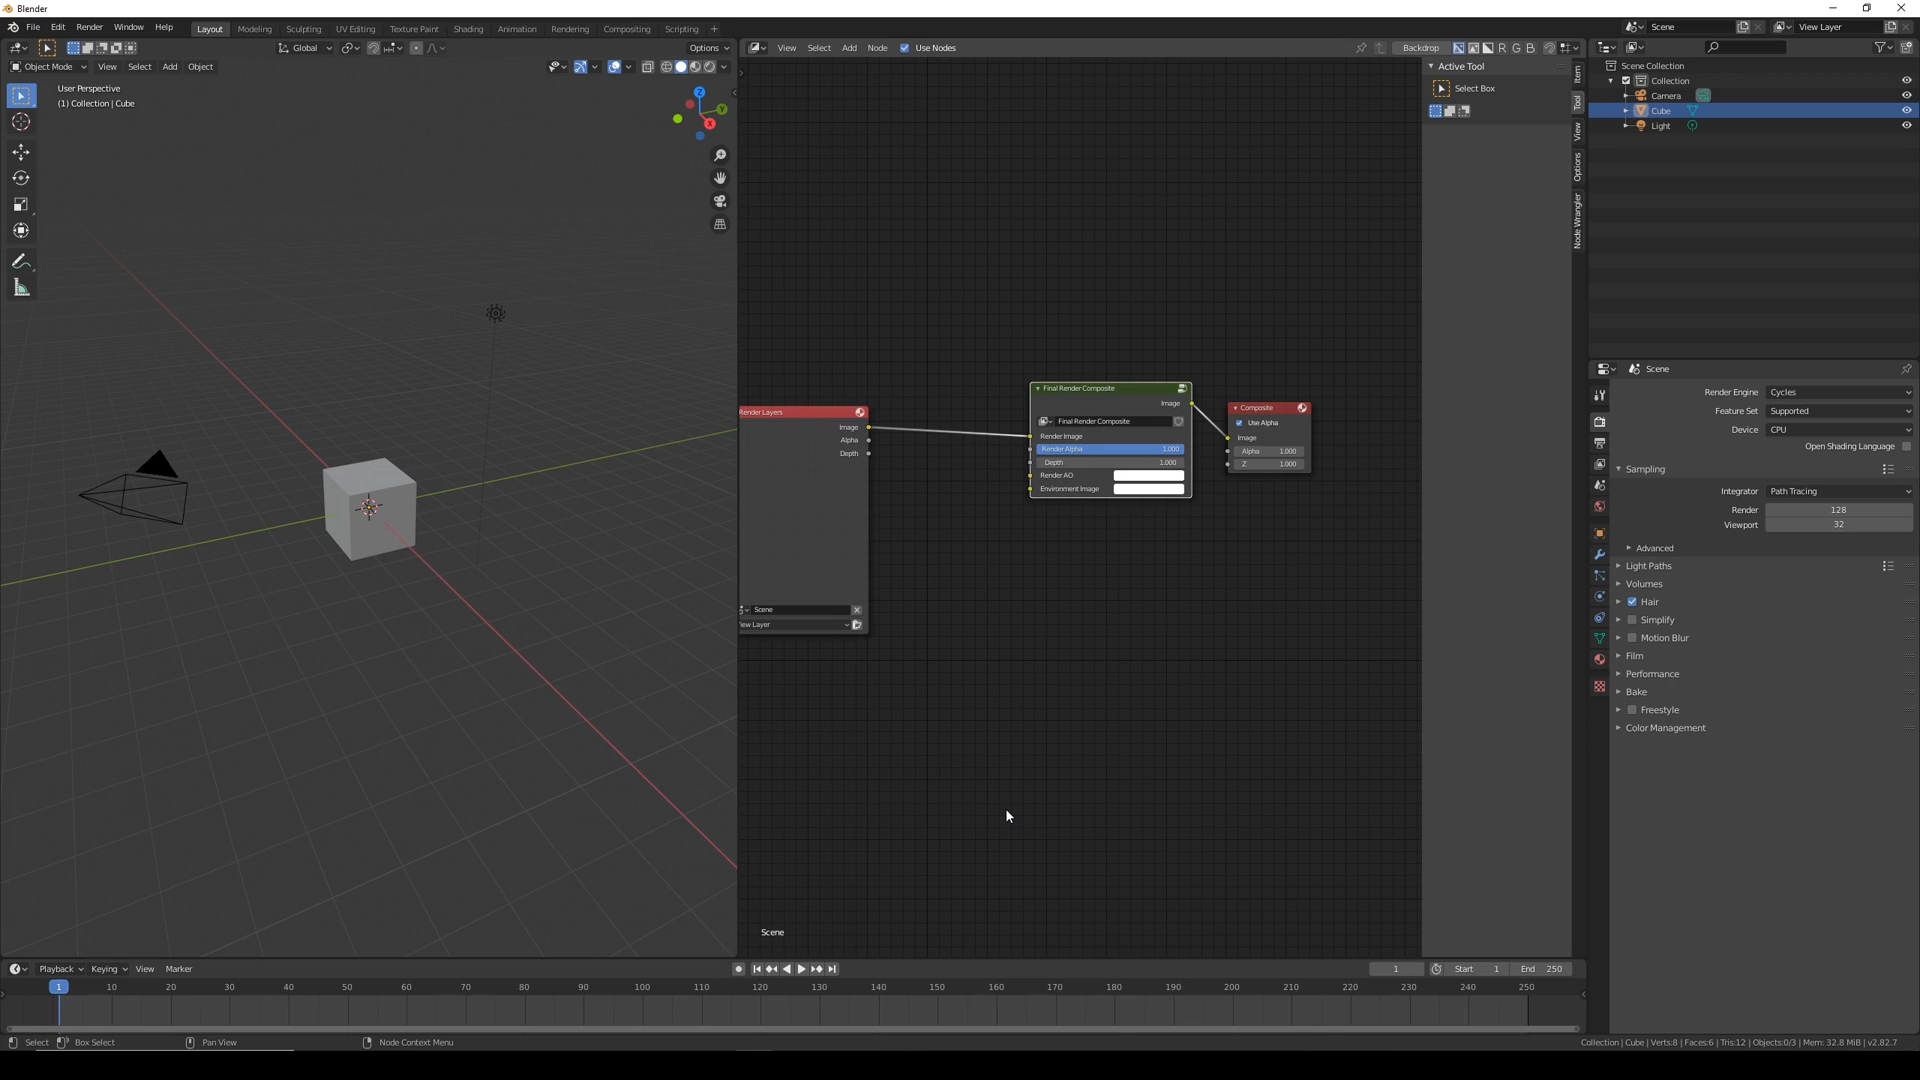 Blender
File Edit Render Window Help
Layout Modeling Sculpting UV Editing Texture Paint Shading Animation Rendering Compositing Scripting +
Scene
View Layer
Global
Options
View Select Add Node Use Nodes
Backdrop
R G B
Object Mode View Select Add Object
User Perspective
(1) Collection | Cube
Z
Y
X
Active Tool
Select Box
Item
Tool
View
Options
Node Wrangler
Scene Collection
Collection
Camera
Cube
Light
Render Layers
Image
Alpha
Depth
Scene
iew Layer
Final Render Composite
Image
Final Render Composite
Render Image
Render Alpha 1.000
Depth 1.000
Render AO
Environment Image
Composite
Use Alpha
Image
Alpha 1.000
Z 1.000
Scene
Scene
Render Engine Cycles
Feature Set Supported
Device CPU
Open Shading Language
Sampling
Integrator Path Tracing
Render 128
Viewport 32
Advanced
Light Paths
Volumes
Hair
Simplify
Motion Blur
Film
Performance
Bake
Freestyle
Color Management
Playback Keying View Marker
1 Start 1 End 250
1 10 20 30 40 50 60 70 80 90 100 110 120 130 140 150 160 170 180 190 200 210 220 230 240 250
Select Box Select Pan View Node Context Menu
Collection | Cube | Verts:8 | Faces:6 | Tris:12 | Objects:0/3 | Mem: 32.8 MiB | v2.82.7